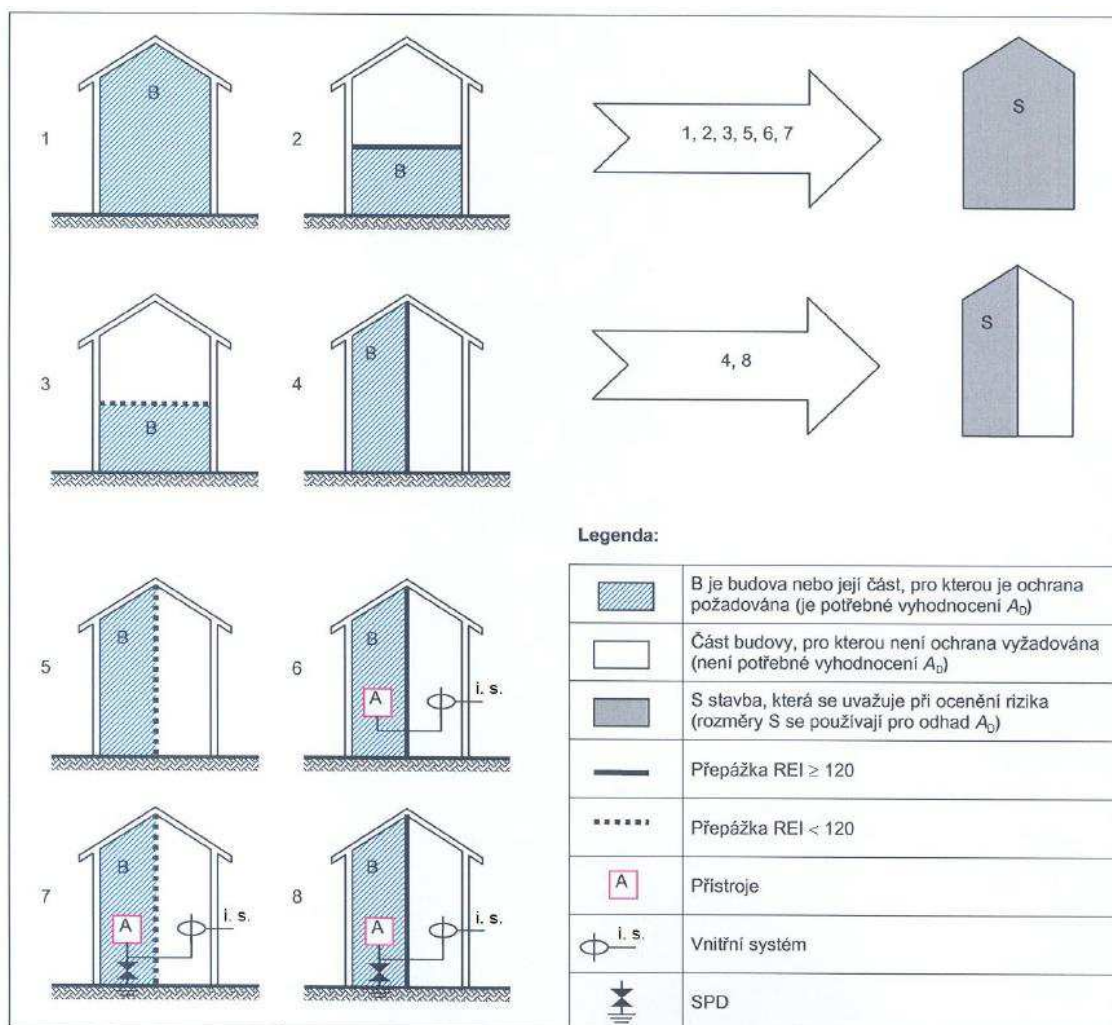 B
1
B
2
1, 2, 3, 5, 6, 7
S
3
B
4
B
4, 8
S
5
B
6
B
A
i. s.
7
B
A
i. s.
8
B
A
i. s.
Legenda:
B je budova nebo její část, pro kterou je ochrana
požadována (je potřebné vyhodnocení A_D)
Část budovy, pro kterou není ochrana vyžadována
(není potřebné vyhodnocení A_D)
S stavba, která se uvažuje při ocenění rizika
(rozměry S se používají pro odhad A_D)
Přepážka REI ≥ 120
Přepážka REI < 120
A
Přístroje
i. s.
Vnitřní systém
SPD